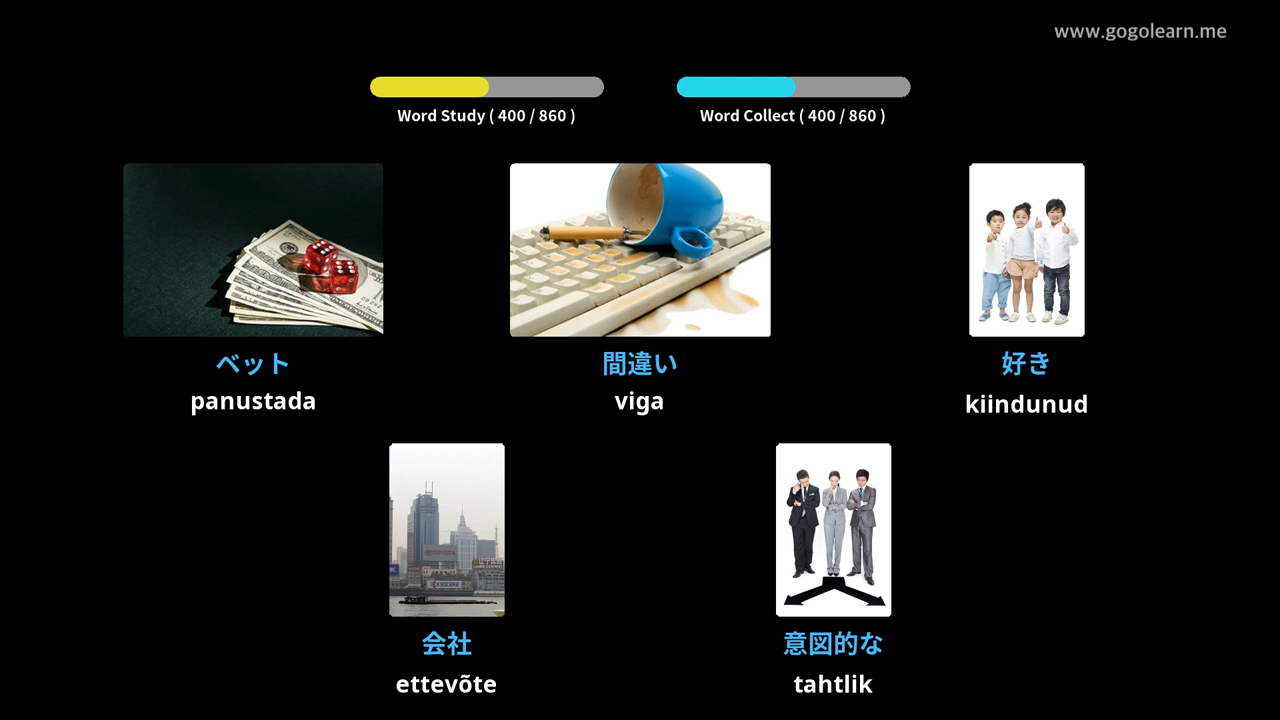 www.gogolearn.me
Word Study ( 400 / 860 )
Word Collect ( 400 / 860 )
ベット
panustada
間違い
viga
好き
kiindunud
TOYOTA
会社
ettevõte
意図的な
tahtlik